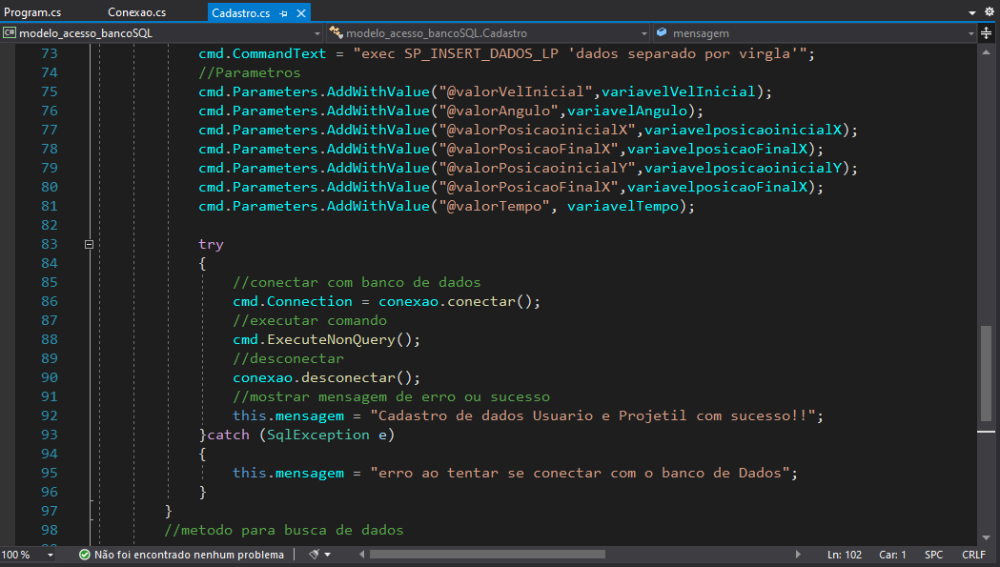 Program.cs Conexao.cs Cadastro.cs
C# modelo_acesso_bancoSQL modelo_acesso_bancoSQL.Cadastro mensagem
73 cmd.CommandText = "exec SP_INSERT_DADOS_LP 'dados separado por virgla'";
74 //Parametros
75 cmd.Parameters.AddWithValue("@valorVelInicial",variavelVelInicial);
76 cmd.Parameters.AddWithValue("@valorAngulo",variavelAngulo);
77 cmd.Parameters.AddWithValue("@valorPosicaoinicialX",variavelposicaoinicialX);
78 cmd.Parameters.AddWithValue("@valorPosicaoFinalX",variavelposicaoFinalX);
79 cmd.Parameters.AddWithValue("@valorPosicaoinicialY",variavelposicaoinicialY);
80 cmd.Parameters.AddWithValue("@valorPosicaoFinalX",variavelposicaoFinalX);
81 cmd.Parameters.AddWithValue("@valorTempo", variavelTempo);
82
83 try
84 {
85 //conectar com banco de dados
86 cmd.Connection = conexao.conectar();
87 //executar comando
88 cmd.ExecuteNonQuery();
89 //desconectar
90 conexao.desconectar();
91 //mostrar mensagem de erro ou sucesso
92 this.mensagem = "Cadastro de dados Usuario e Projetil com sucesso!!";
93 }catch (SqlException e)
94 {
95 this.mensagem = "erro ao tentar se conectar com o banco de Dados";
96 }
97 }
98 //metodo para busca de dados
100 % Não foi encontrado nenhum problema Ln: 102 Car: 1 SPC CRLF